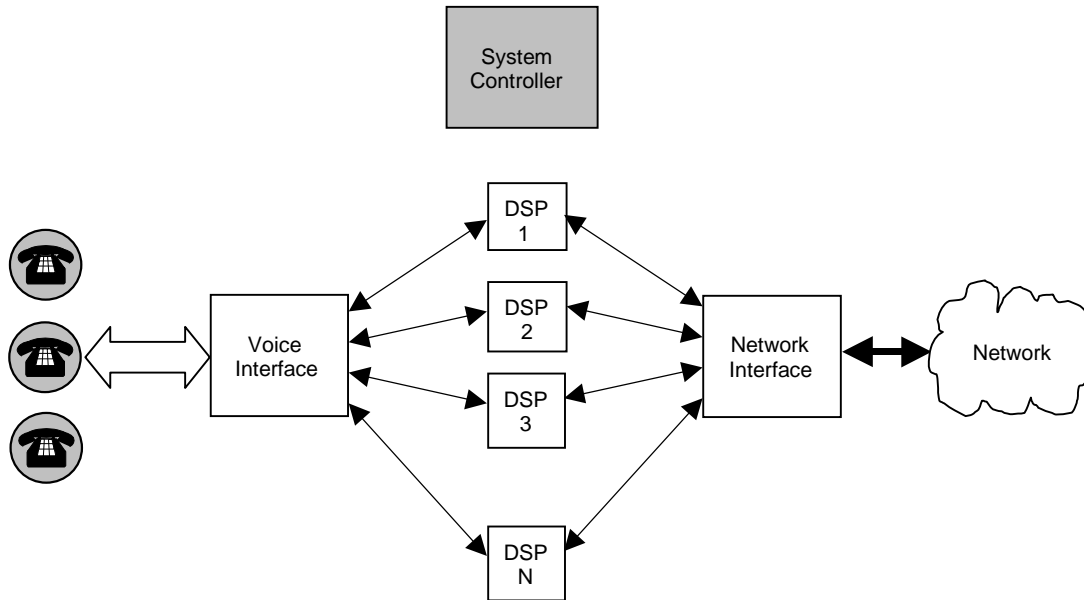 System
Controller
DSP
1
DSP
2
DSP
3
DSP
N
Voice
Interface
Network
Interface
Network